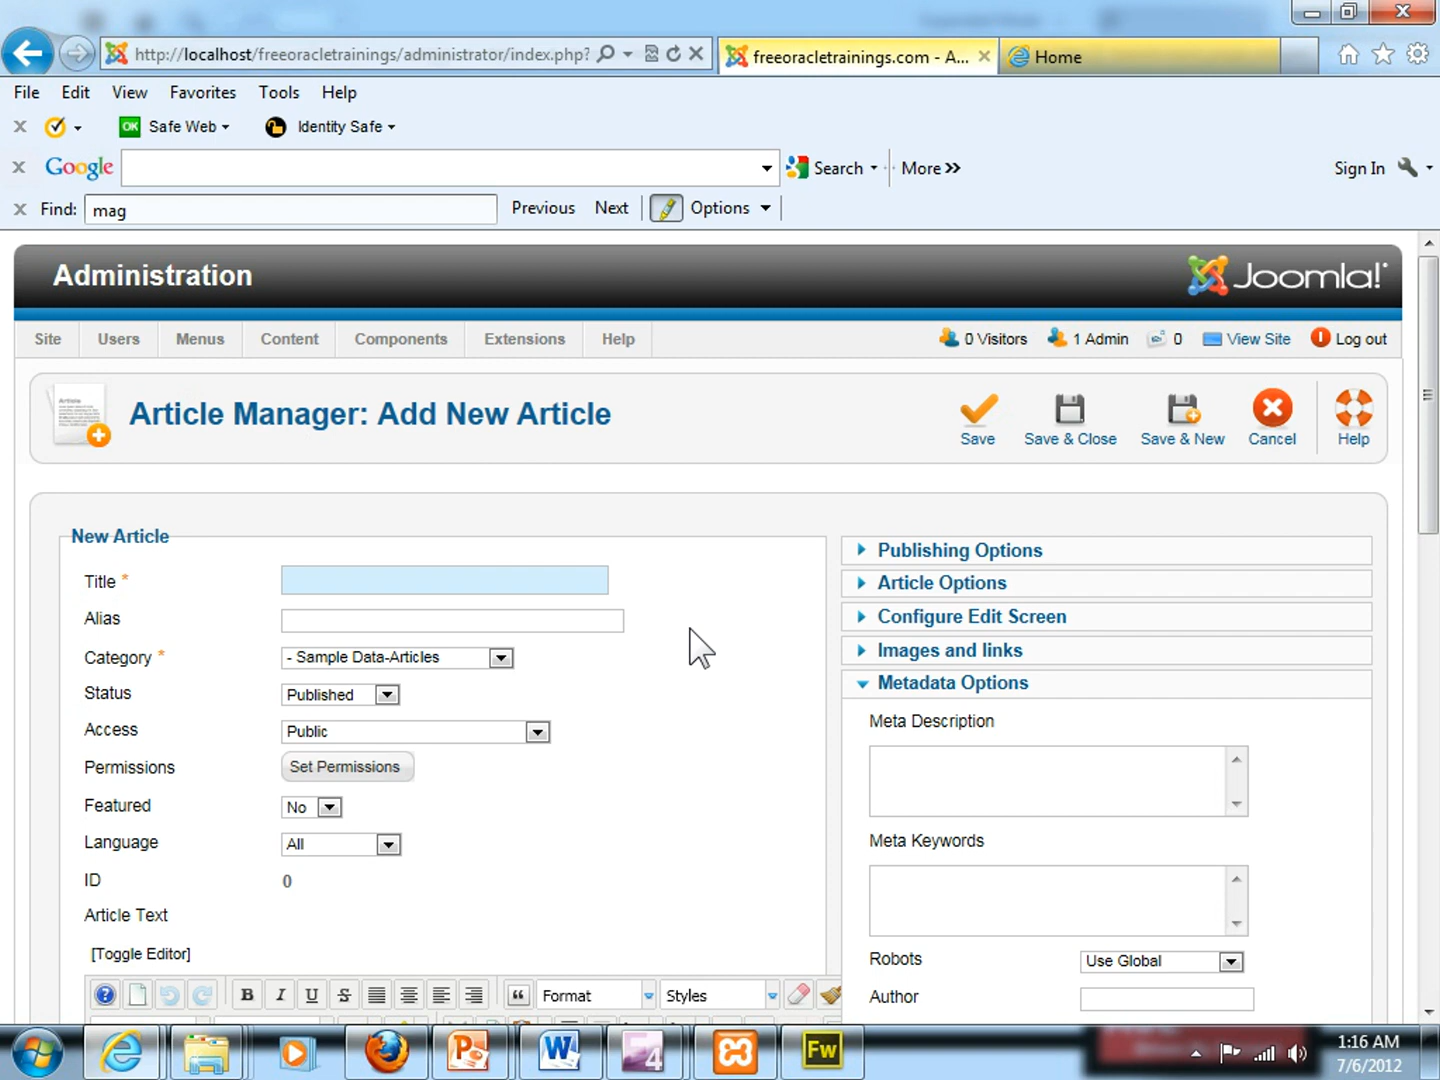 http://localhost/freeoracletrainings/administrator/index.php?
freeoracletrainings.com - A...
Home
File Edit View Favorites Tools Help
OK Safe Web Identity Safe
Google Search More >> Sign In
Find: mag Previous Next Options
Administration Joomla!
Site Users Menus Content Components Extensions Help 0 Visitors 1 Admin 0 View Site Log out
Article Manager: Add New Article
Save Save & Close Save & New Cancel Help
New Article
Title *
Alias
Category * - Sample Data-Articles
Status Published
Access Public
Permissions Set Permissions
Featured No
Language All
ID 0
Article Text
[Toggle Editor]
B I U S Format Styles
Publishing Options
Article Options
Configure Edit Screen
Images and links
Metadata Options
Meta Description
Meta Keywords
Robots Use Global
Author
Fw
1:16 AM
7/6/2012